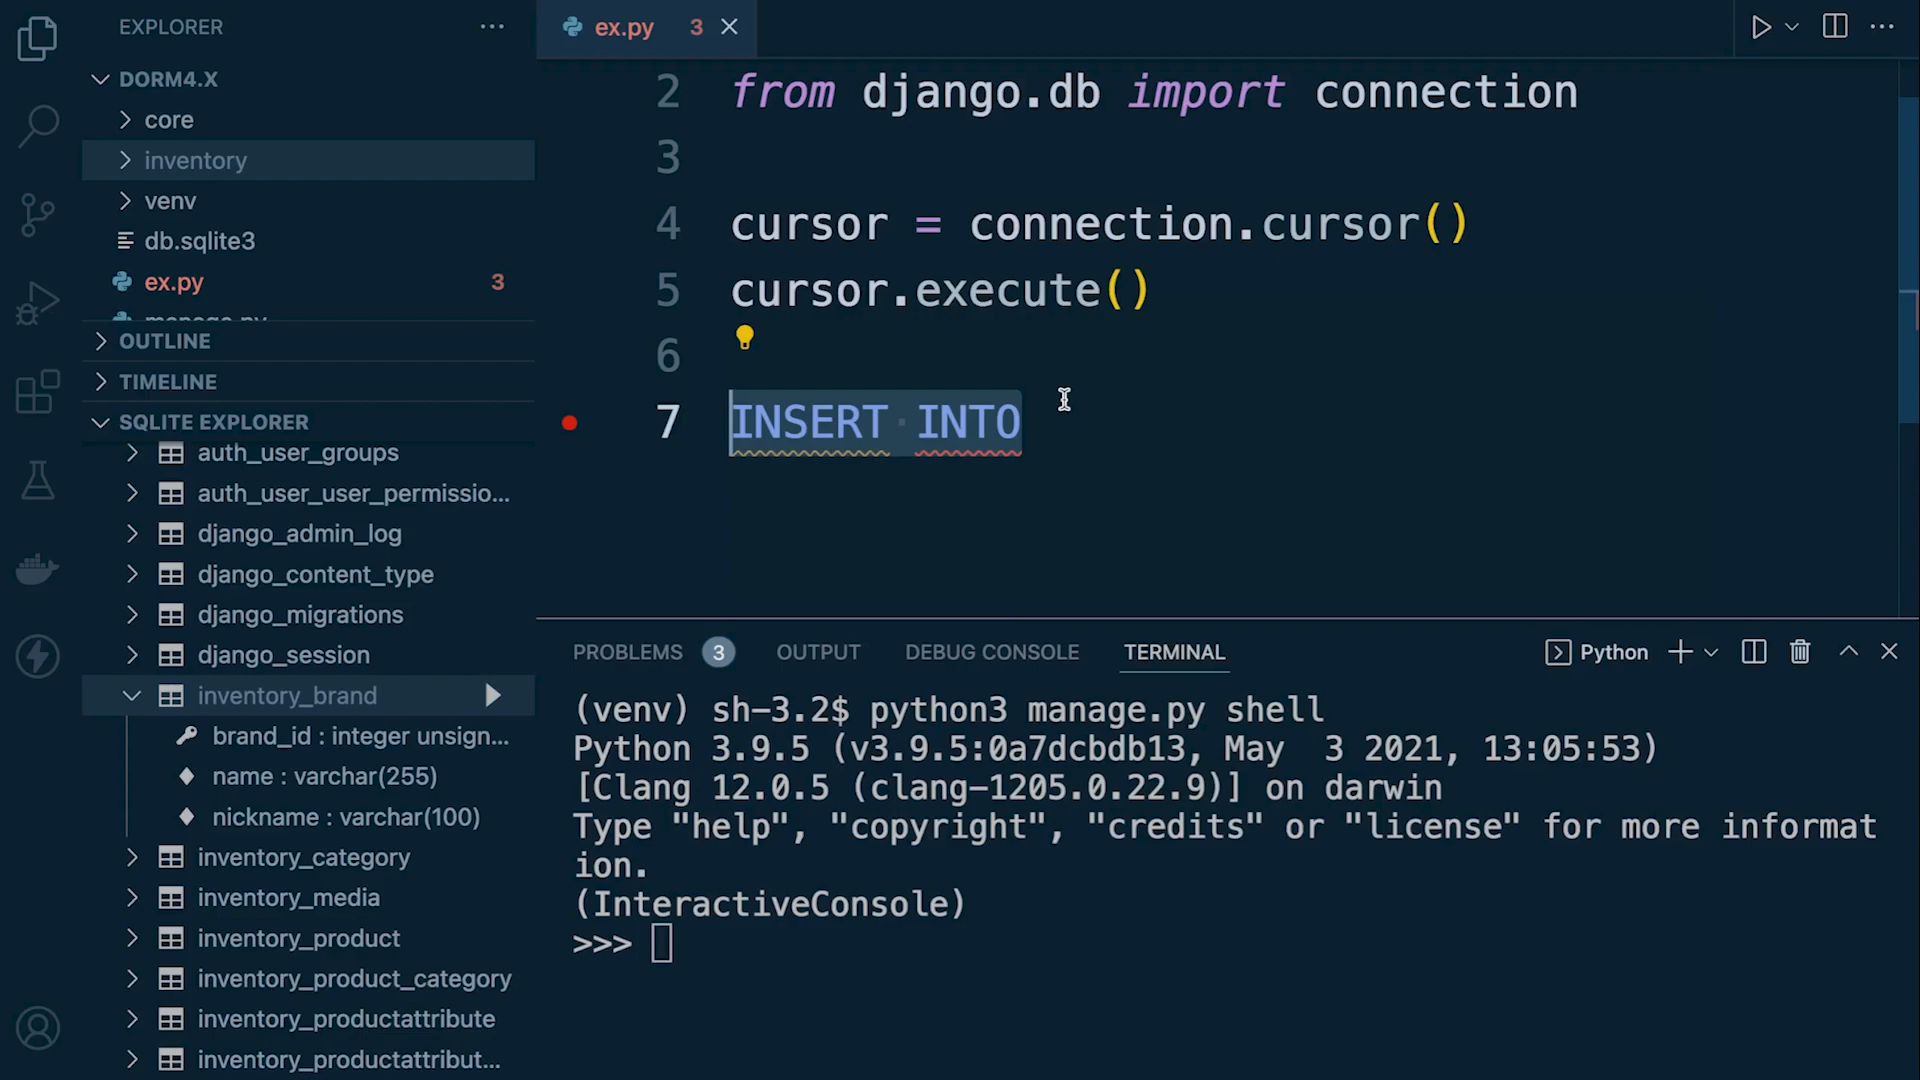 EXPLORER
DORM4.X
core
inventory
venv
db.sqlite3
ex.py 3
manage.py
OUTLINE
TIMELINE
SQLITE EXPLORER
auth_user_groups
auth_user_user_permissio...
django_admin_log
django_content_type
django_migrations
django_session
inventory_brand
brand_id : integer unsign...
name : varchar(255)
nickname : varchar(100)
inventory_category
inventory_media
inventory_product
inventory_product_category
inventory_productattribute
inventory_productattribut...
ex.py 3
2 from django.db import connection
3
4 cursor = connection.cursor()
5 cursor.execute()
6
7 INSERT INTO
PROBLEMS 3 OUTPUT DEBUG CONSOLE TERMINAL Python
(venv) sh-3.2$ python3 manage.py shell
Python 3.9.5 (v3.9.5:0a7dcbdb13, May  3 2021, 13:05:53)
[Clang 12.0.5 (clang-1205.0.22.9)] on darwin
Type "help", "copyright", "credits" or "license" for more informat
ion.
(InteractiveConsole)
>>>